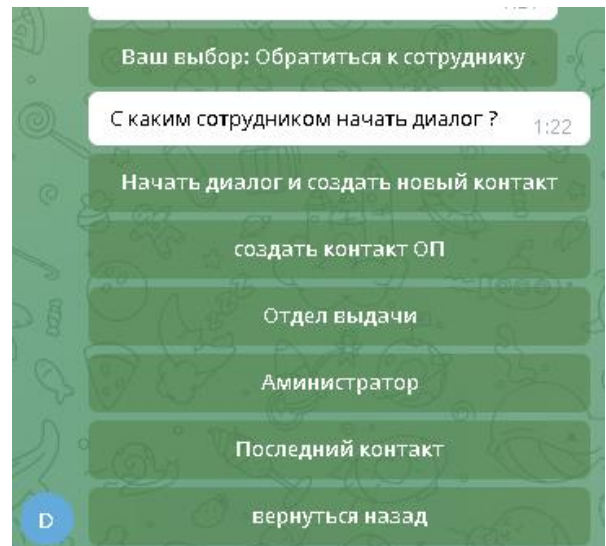 Ваш выбор: Обратиться к сотруднику
С каким сотрудником начать диалог ?
1:22
Начать диалог и создать новый контакт
создать контакт ОП
Отдел выдачи
Аминистратор
Последний контакт
D
вернуться назад